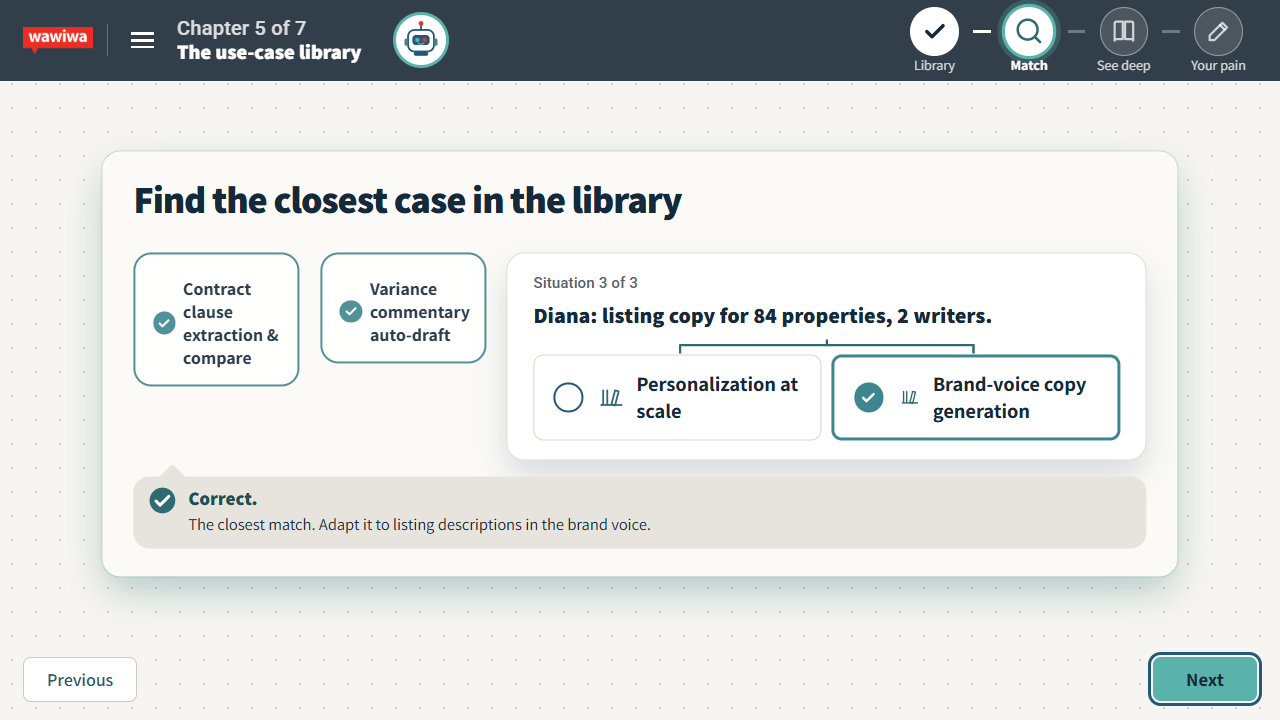 wawiwa
Chapter 5 of 7
The use-case library
Library
Match
See deep
Your pain
Find the closest case in the library
Contract
clause
extraction &
compare
Variance
commentary
auto-draft
Situation 3 of 3
Diana: listing copy for 84 properties, 2 writers.
Personalization at
scale
Brand-voice copy
generation
Correct.
The closest match. Adapt it to listing descriptions in the brand voice.
Previous
Next